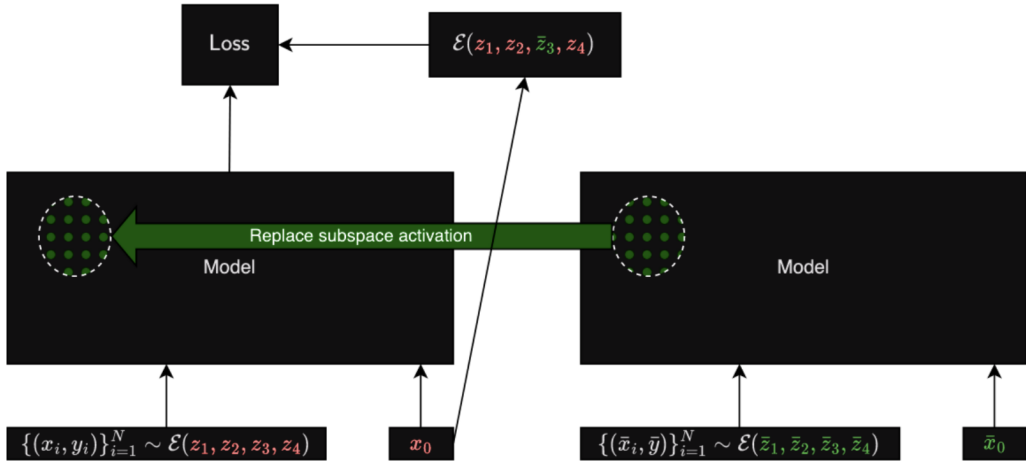 Loss
ℰ(z₁, z₂, z̄₃, z₄)
Replace subspace activation
Model
Model
{(xᵢ, yᵢ)}ᵢ₌₁ᴺ ∼ ℰ(z₁, z₂, z₃, z₄)
x₀
{(x̄ᵢ, ȳ)}ᵢ₌₁ᴺ ∼ ℰ(z̄₁, z̄₂, z̄₃, z̄₄)
x̄₀